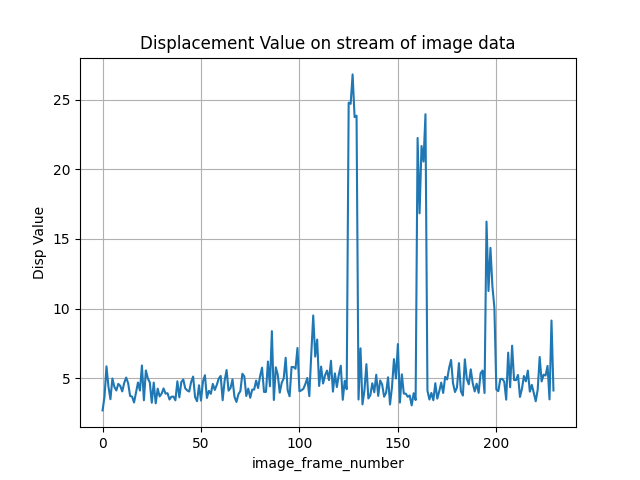 Displacement Value on stream of image data
25
20
15
10
5
Disp Value
0 50 100 150 200
image_frame_number